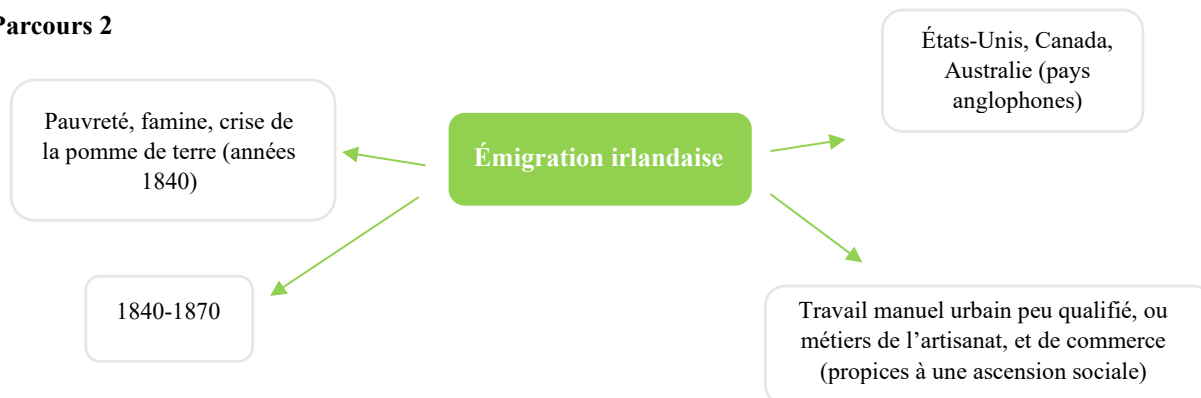 Parcours 2
États-Unis, Canada,
Australie (pays
anglophones)
Pauvreté, famine, crise de
la pomme de terre (années
1840)
Émigration irlandaise
1840-1870
Travail manuel urbain peu qualifié, ou
métiers de l’artisanat, et de commerce
(propices à une ascension sociale)